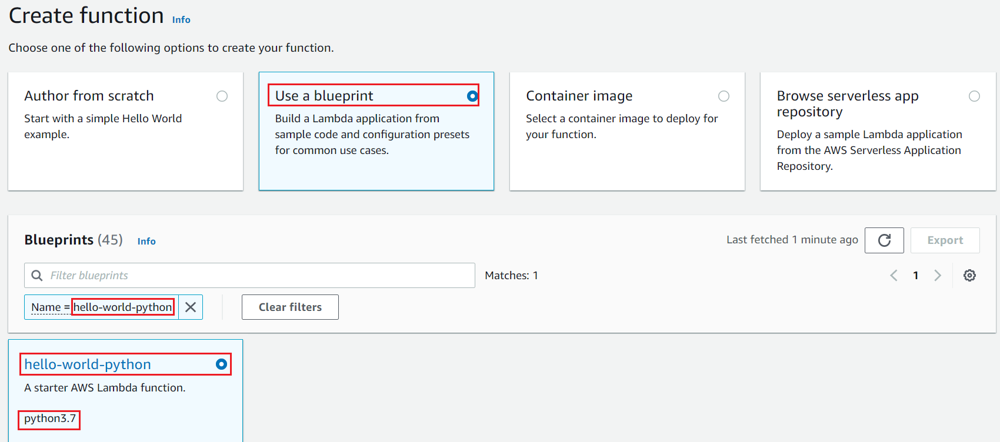 Create function Info
Choose one of the following options to create your function.
Author from scratch
Start with a simple Hello World
example.
Use a blueprint
Build a Lambda application from
sample code and configuration presets
for common use cases.
Container image
Select a container image to deploy for
your function.
Browse serverless app
repository
Deploy a sample Lambda application
from the AWS Serverless Application
Repository.
Blueprints (45) Info
Last fetched 1 minute ago
Export
Filter blueprints
Matches: 1
1
Name = hello-world-python
Clear filters
hello-world-python
A starter AWS Lambda function.
python3.7